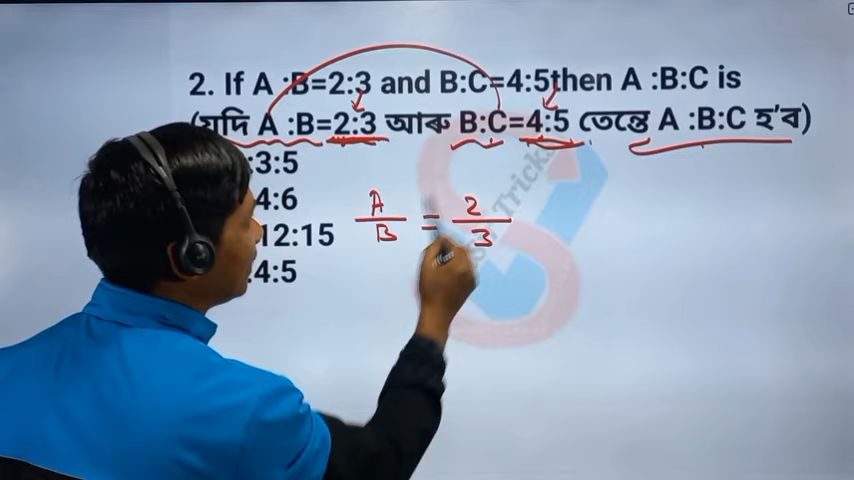 2. If A :B=2:3 and B:C=4:5then A :B:C is
(যদি A :B=2:3 আৰু B:C=4:5 তেন্তে A :B:C হ'ব)
:3:5
4:6
12:15
4:5
A/B = 2/3
Tricks